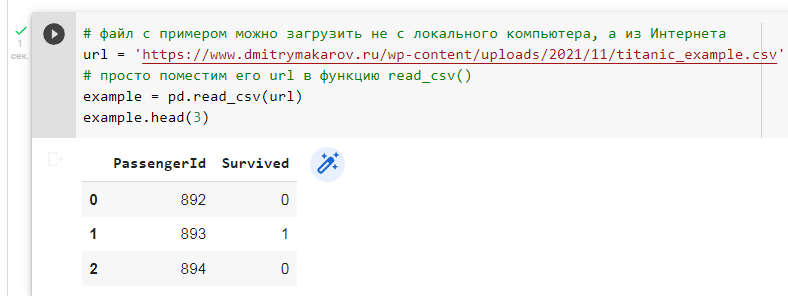 # файл с примером можно загрузить не с локального компьютера, а из Интернета
url = 'https://www.dmitrymakarov.ru/wp-content/uploads/2021/11/titanic_example.csv'
# просто поместим его url в функцию read_csv()
example = pd.read_csv(url)
example.head(3)
1
сек.
PassengerId Survived
0 892 0
1 893 1
2 894 0